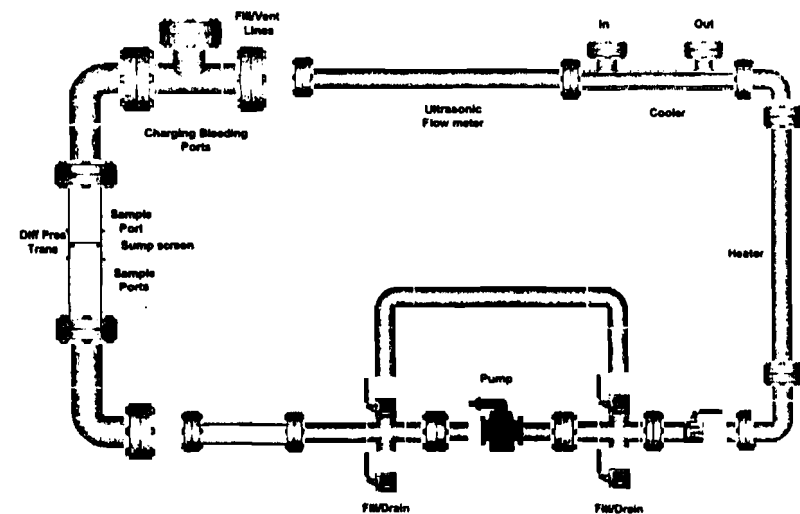 Fill/Vent
Lines
In
Out
Ultrasonic
Flow meter
Cooler
Charging Bleeding
Ports
Sample
Port
Diff Pres
Trans
Sump screen
Sample
Ports
Heater
Pump
Fill/Drain
Fill/Drain